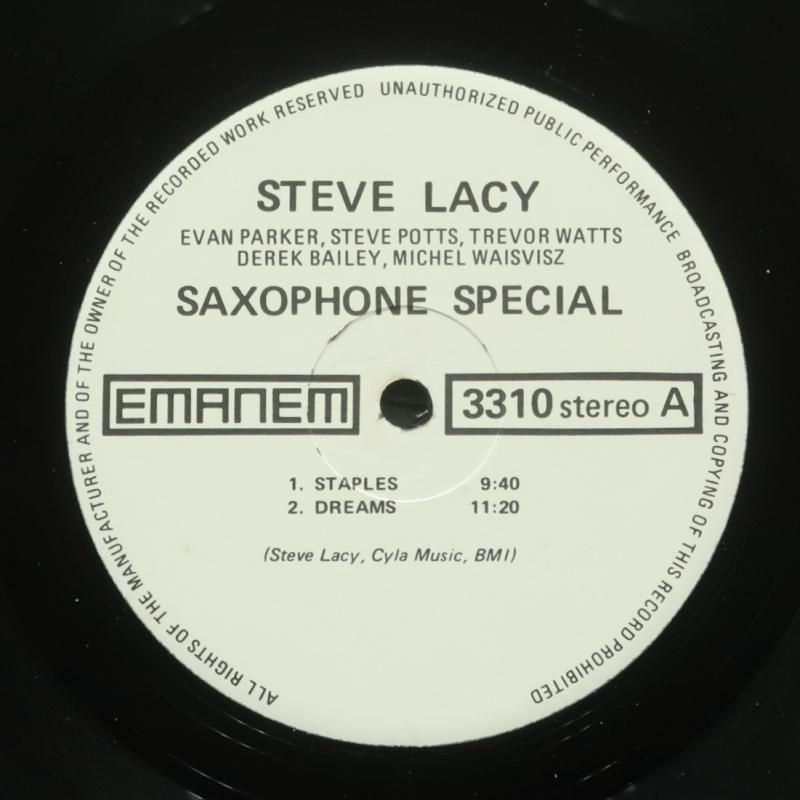 ALL RIGHTS OF THE MANUFACTURER AND OF THE OWNER OF THE RECORDED WORK RESERVED UNAUTHORIZED PUBLIC PERFORMANCE BROADCASTING AND COPYING OF THIS RECORD PROHIBITED
STEVE LACY
EVAN PARKER, STEVE POTTS, TREVOR WATTS
DEREK BAILEY, MICHEL WAISVISZ
SAXOPHONE SPECIAL
EMANEM 3310 stereo A
1. STAPLES 9:40
2. DREAMS 11:20
(Steve Lacy, Cyla Music, BMI)